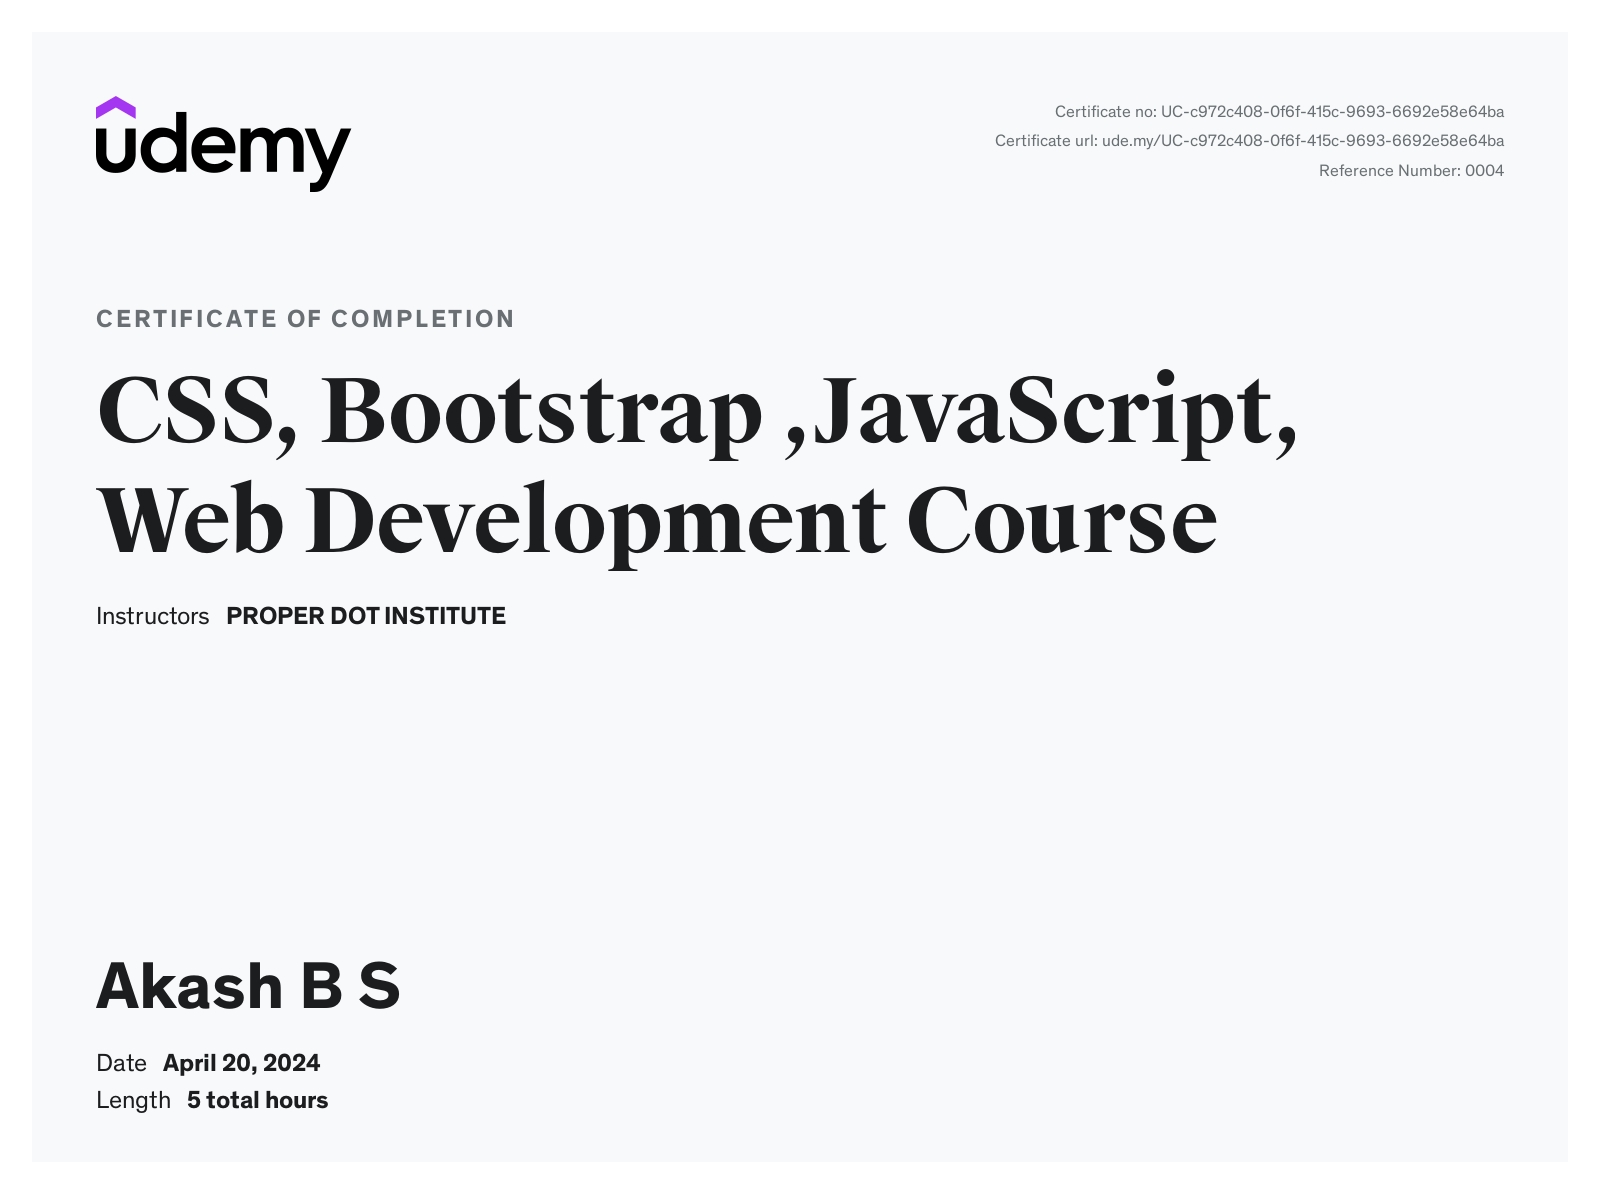 udemy
Certificate no: UC-c972c408-0f6f-415c-9693-6692e58e64ba
Certificate url: ude.my/UC-c972c408-0f6f-415c-9693-6692e58e64ba
Reference Number: 0004
CERTIFICATE OF COMPLETION
CSS, Bootstrap ,JavaScript,
Web Development Course
Instructors PROPER DOT INSTITUTE
Akash B S
Date April 20, 2024
Length 5 total hours